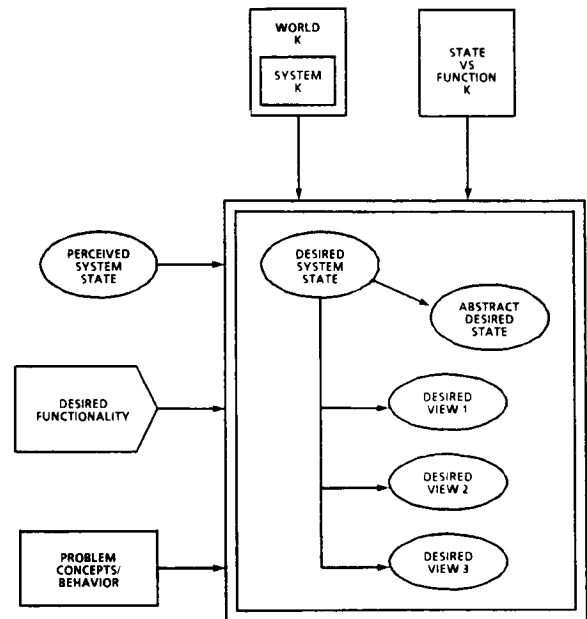 WORLD
K
SYSTEM
K
STATE
VS
FUNCTION
K
PERCEIVED
SYSTEM
STATE
DESIRED
SYSTEM
STATE
ABSTRACT
DESIRED
STATE
DESIRED
FUNCTIONALITY
DESIRED
VIEW 1
DESIRED
VIEW 2
PROBLEM
CONCEPTS/
BEHAVIOR
DESIRED
VIEW 3